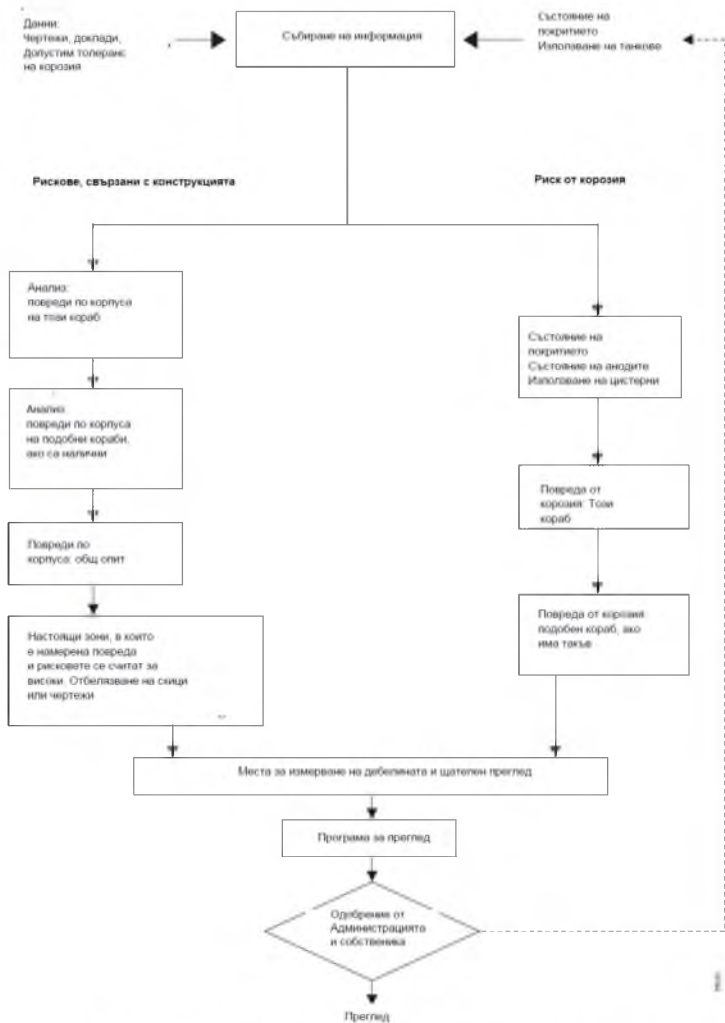 Данни:
Чертежи, доклади,
Допустим толеранс
на корозия
Събиране на информация
Състояние на
покритието
Използване на танкове
Рискове, свързани с конструкцията
Риск от корозия
Анализ:
повреди по корпуса
на този кораб
Състояние на
покритието
Състояние на анодите
Използване на цистерни
Анализ:
повреди по корпуса
на подобни кораби,
ако са налични
Повреда от
корозия: Този
кораб
Повреди по
корпуса: общ опит
Повреда от корозия:
подобен кораб, ако
има такъв
Настоящи зони, в които
е намерена повреда
и рисковете се считат за
високи. Отбелязване на скици
или чертежи
Места за измерване на дебелината и щателен преглед
Програма за преглед
Одобрение от
Администрацията
и собственика
Преглед